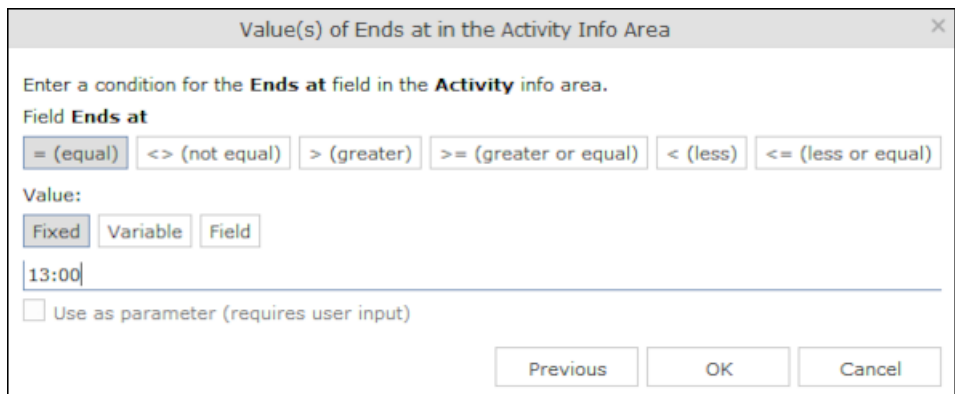 Value(s) of Ends at in the Activity Info Area
Enter a condition for the Ends at field in the Activity info area.
Field Ends at
= (equal) <> (not equal) > (greater) >= (greater or equal) < (less) <= (less or equal)
Value:
Fixed Variable Field
13:00
Use as parameter (requires user input)
Previous OK Cancel